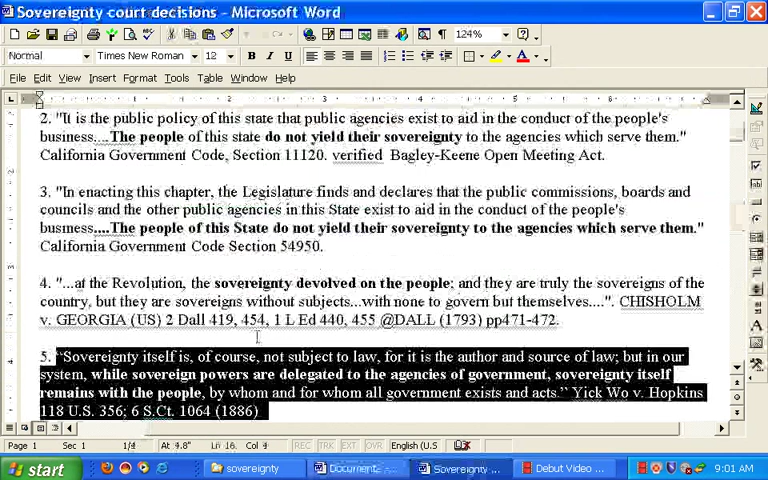 Sovereignty court decisions - Microsoft Word
Normal Times New Roman 12 B I U
124%
File Edit View Insert Format Tools Table Window Help
2. "It is the public policy of this state that public agencies exist to aid in the conduct of the people's
business....The people of this state do not yield their sovereignty to the agencies which serve them."
California Government Code, Section 11120. verified Bagley-Keene Open Meeting Act.
3. "In enacting this chapter, the Legislature finds and declares that the public commissions, boards and
councils and the other public agencies in this State exist to aid in the conduct of the people's
business....The people of this State do not yield their sovereignty to the agencies which serve them."
California Government Code Section 54950.
4. "...at the Revolution, the sovereignty devolved on the people; and they are truly the sovereigns of the
country, but they are sovereigns without subjects...with none to govern but themselves....". CHISHOLM
v. GEORGIA (US) 2 Dall 419, 454, 1 L Ed 440, 455 @DALL (1793) pp471-472.
5. “Sovereignty itself is, of course, not subject to law, for it is the author and source of law; but in our
system, while sovereign powers are delegated to the agencies of government, sovereignty itself
remains with the people, by whom and for whom all government exists and acts.” Yick Wo v. Hopkins
118 U.S. 356; 6 S.Ct. 1064 (1886)
Page 1 Sec 1 1/4 At 4.8" Ln 16 Col 4 REC TRK EXT OVR English (U.S
start sovereignty Document2 - ... Sovereignty ... Debut Video ... 9:01 AM